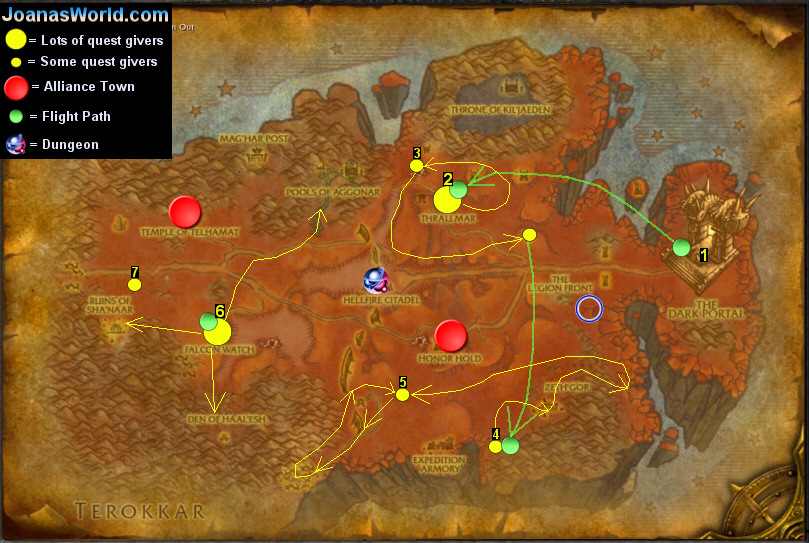 JoanasWorld.com
n Out
= Lots of quest givers
= Some quest givers
= Alliance Town
= Flight Path
= Dungeon
THRONE OF KIL'JAEDEN
MAG'HAR POST
3
2
POOLS OF AGGONAR
THRALLMAR
TEMPLE OF TELHAMAT
1
7
THE
LEGION FRONT
HELLFIRE CITADEL
RUINS OF
SHA'NAAR
6
THE
DARK PORTAL
FALCON WATCH
HONOR HOLD
5
ZETH'GOR
DEN OF HAAL'ESH
4
EXPEDITION
ARMORY
TEROKKAR